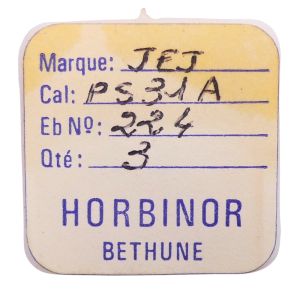 Marque: JEJ
Cal: PS31A
Eb Nº: 224
Qté: 3
HORBINOR
BETHUNE